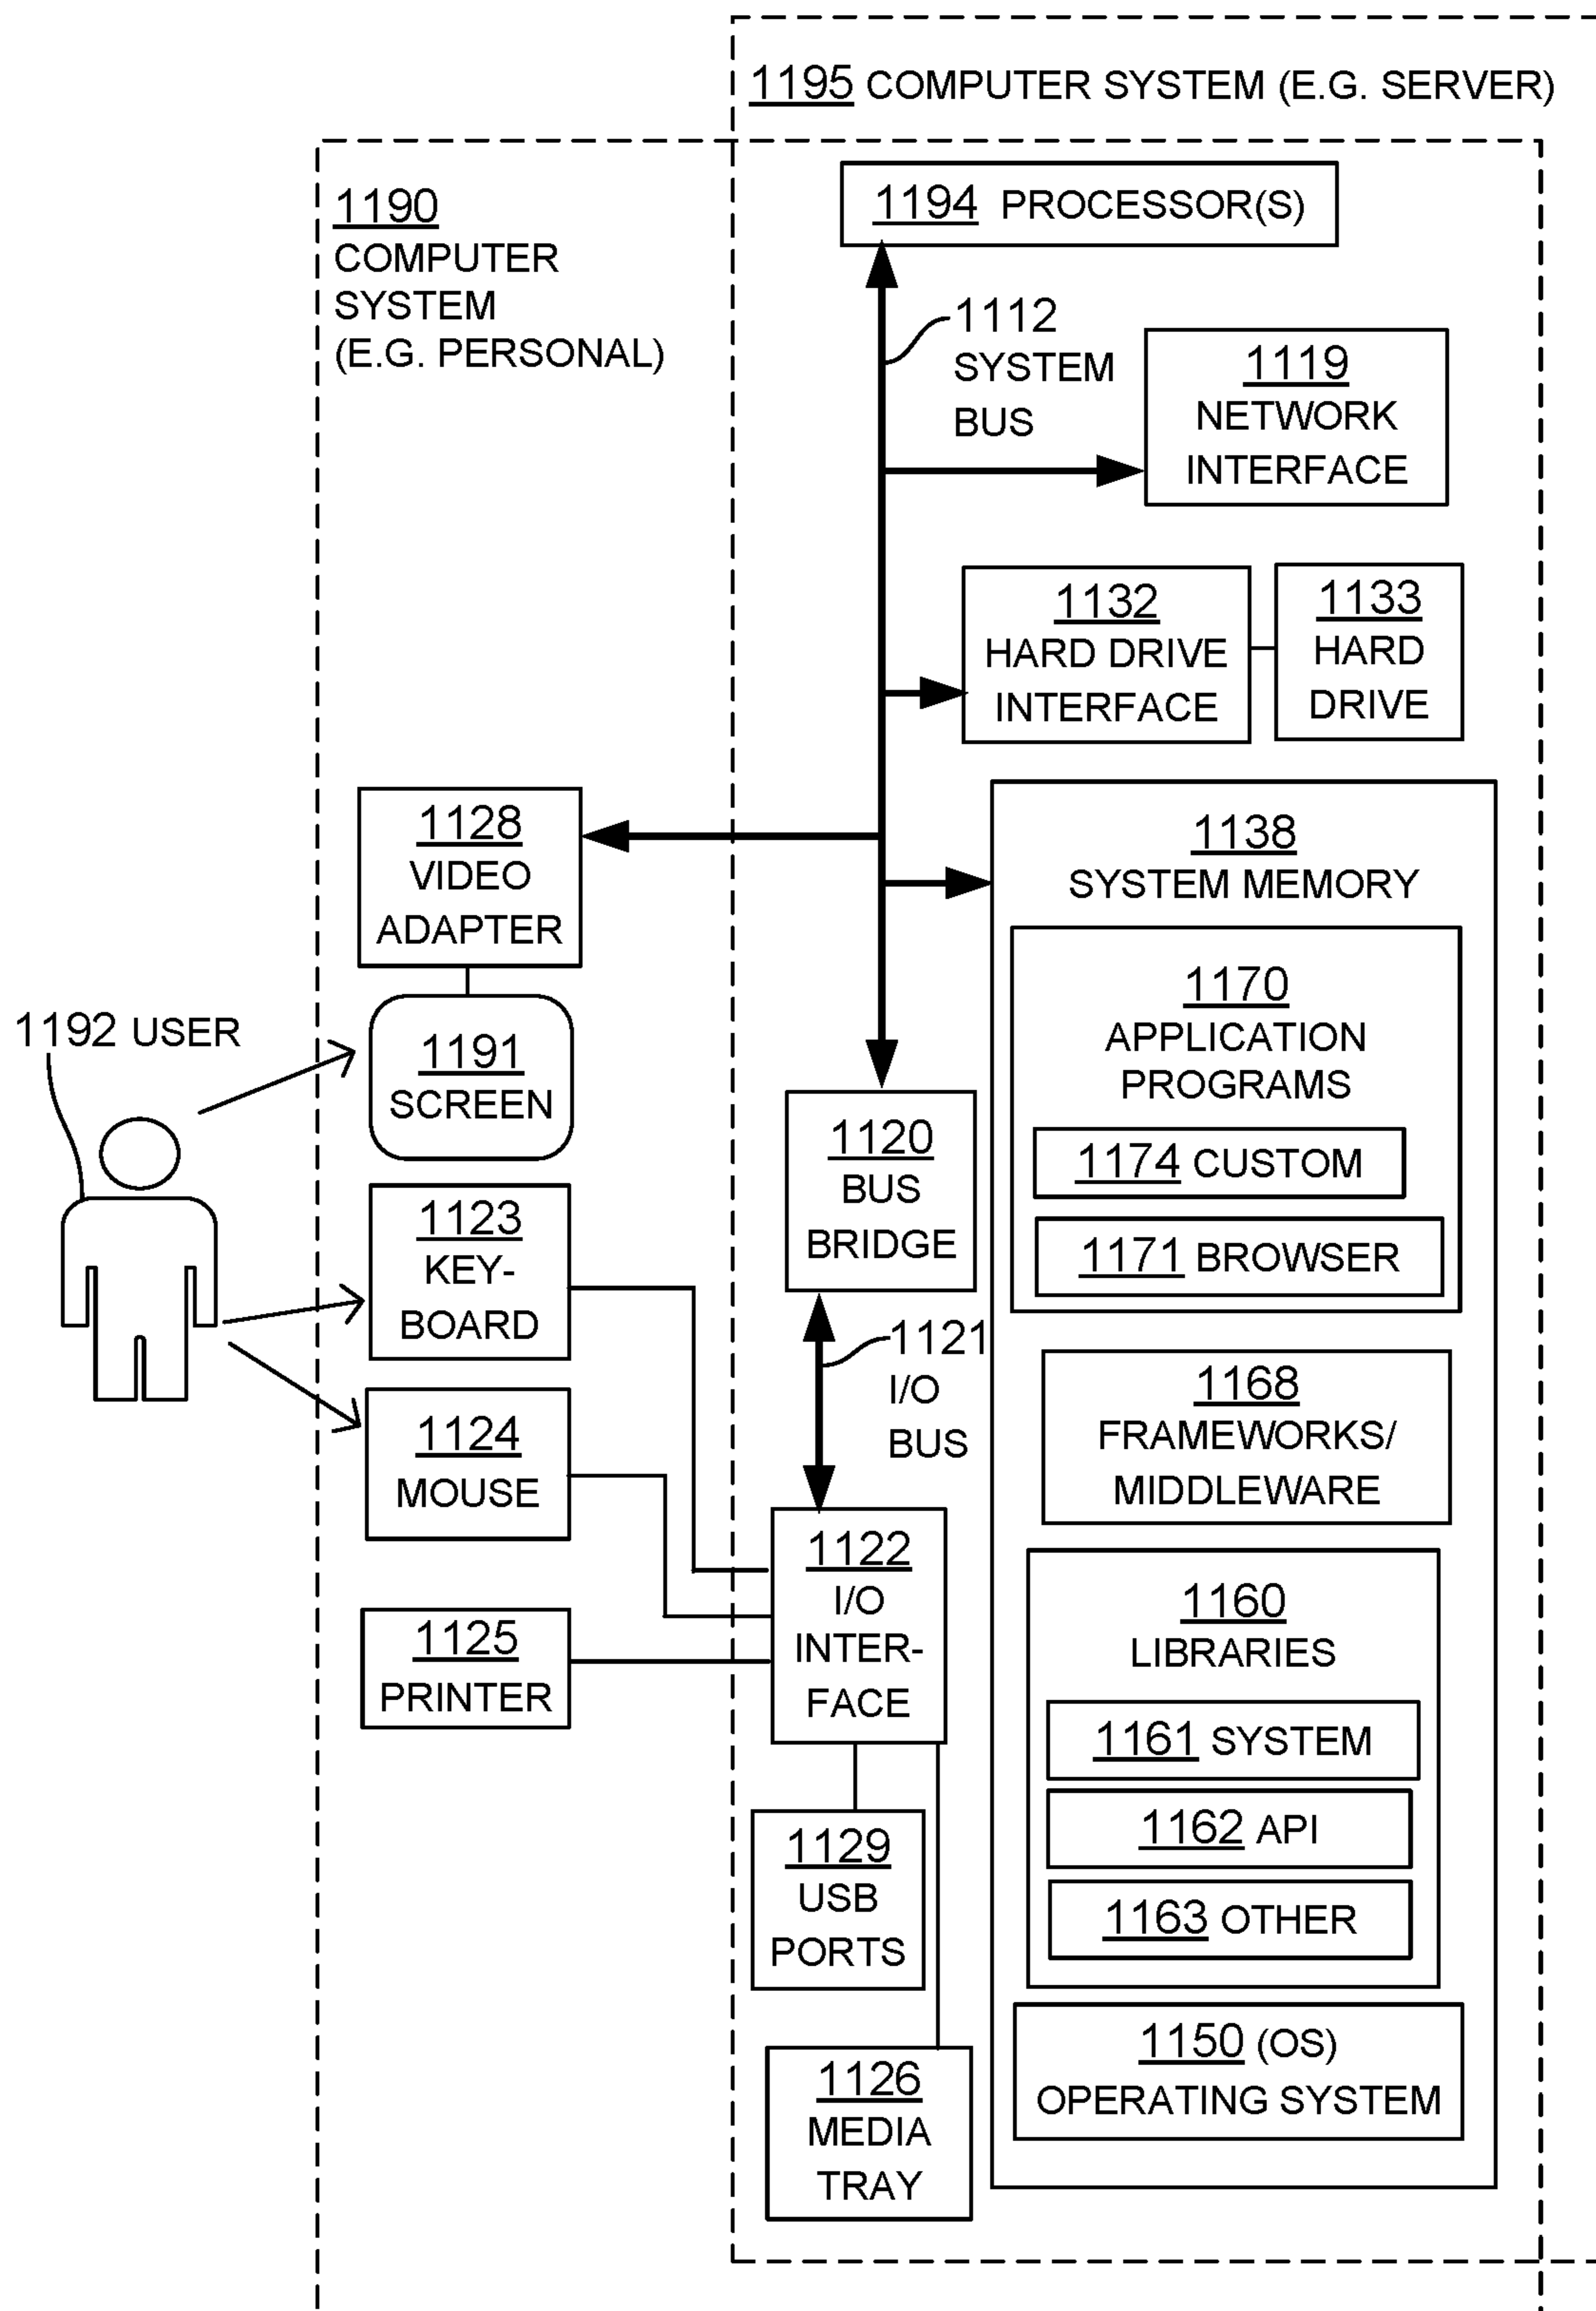 1195 COMPUTER SYSTEM (E.G. SERVER)
1190
COMPUTER
SYSTEM
(E.G. PERSONAL)
1194 PROCESSOR(S)
1112
SYSTEM
BUS
1119
NETWORK
INTERFACE
1132
HARD DRIVE
INTERFACE
1133
HARD
DRIVE
1128
VIDEO
ADAPTER
1138
SYSTEM MEMORY
1170
APPLICATION
PROGRAMS
1174 CUSTOM
1171 BROWSER
1192 USER
1191
SCREEN
1120
BUS
BRIDGE
1123
KEY-
BOARD
1121
I/O
BUS
1168
FRAMEWORKS/
MIDDLEWARE
1124
MOUSE
1122
I/O
INTER-
FACE
1125
PRINTER
1160
LIBRARIES
1161 SYSTEM
1162 API
1163 OTHER
1129
USB
PORTS
1150 (OS)
OPERATING SYSTEM
1126
MEDIA
TRAY